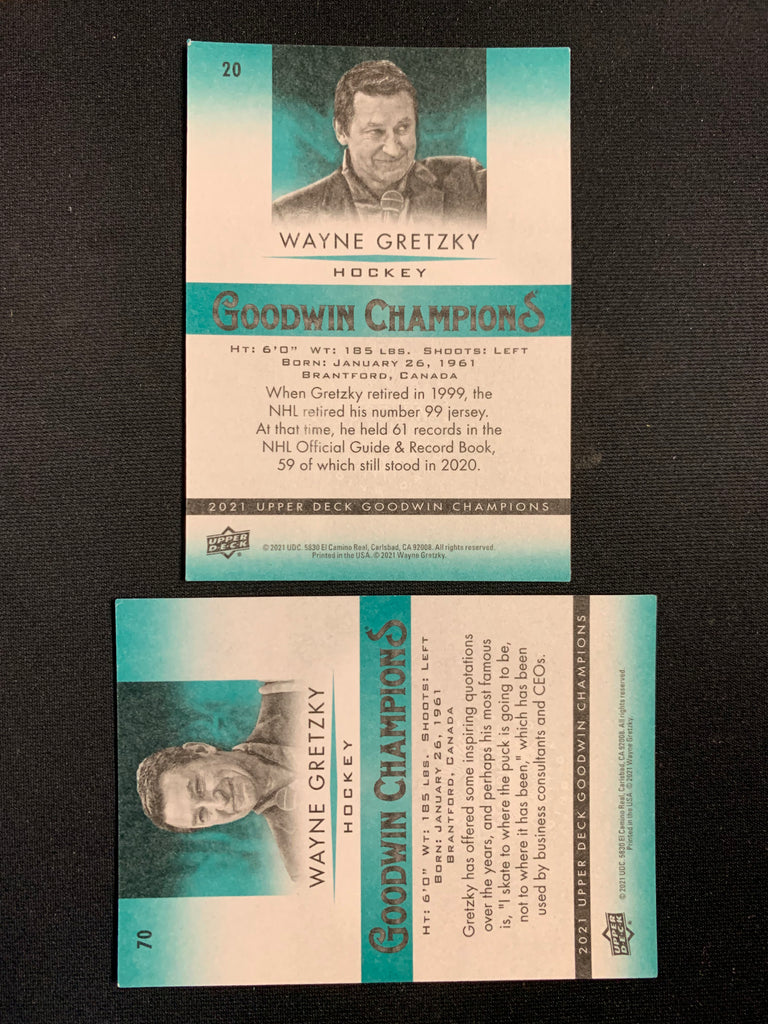 20
WAYNE GRETZKY
HOCKEY
GOODWIN CHAMPIONS
HT: 6'0" WT: 185 LBS. SHOOTS: LEFT
BORN: JANUARY 26, 1961
BRANTFORD, CANADA
When Gretzky retired in 1999, the
NHL retired his number 99 jersey.
At that time, he held 61 records in the
NHL Official Guide & Record Book,
59 of which still stood in 2020.
2021 UPPER DECK GOODWIN CHAMPIONS
UPPER
DECK
© 2021 UDC. 5830 El Camino Real, Carlsbad, CA 92008. All rights reserved.
Printed in the USA. © 2021 Wayne Gretzky.
70
WAYNE GRETZKY
HOCKEY
GOODWIN CHAMPIONS
HT: 6'0" WT: 185 LBS. SHOOTS: LEFT
BORN: JANUARY 26, 1961
BRANTFORD, CANADA
Gretzky has offered some inspiring quotations
over the years, and perhaps his most famous
is, "I skate to where the puck is going to be,
not to where it has been," which has been
used by business consultants and CEOs.
2021 UPPER DECK GOODWIN CHAMPIONS
UPPER
DECK
© 2021 UDC. 5830 El Camino Real, Carlsbad, CA 92008. All rights reserved.
Printed in the USA. © 2021 Wayne Gretzky.